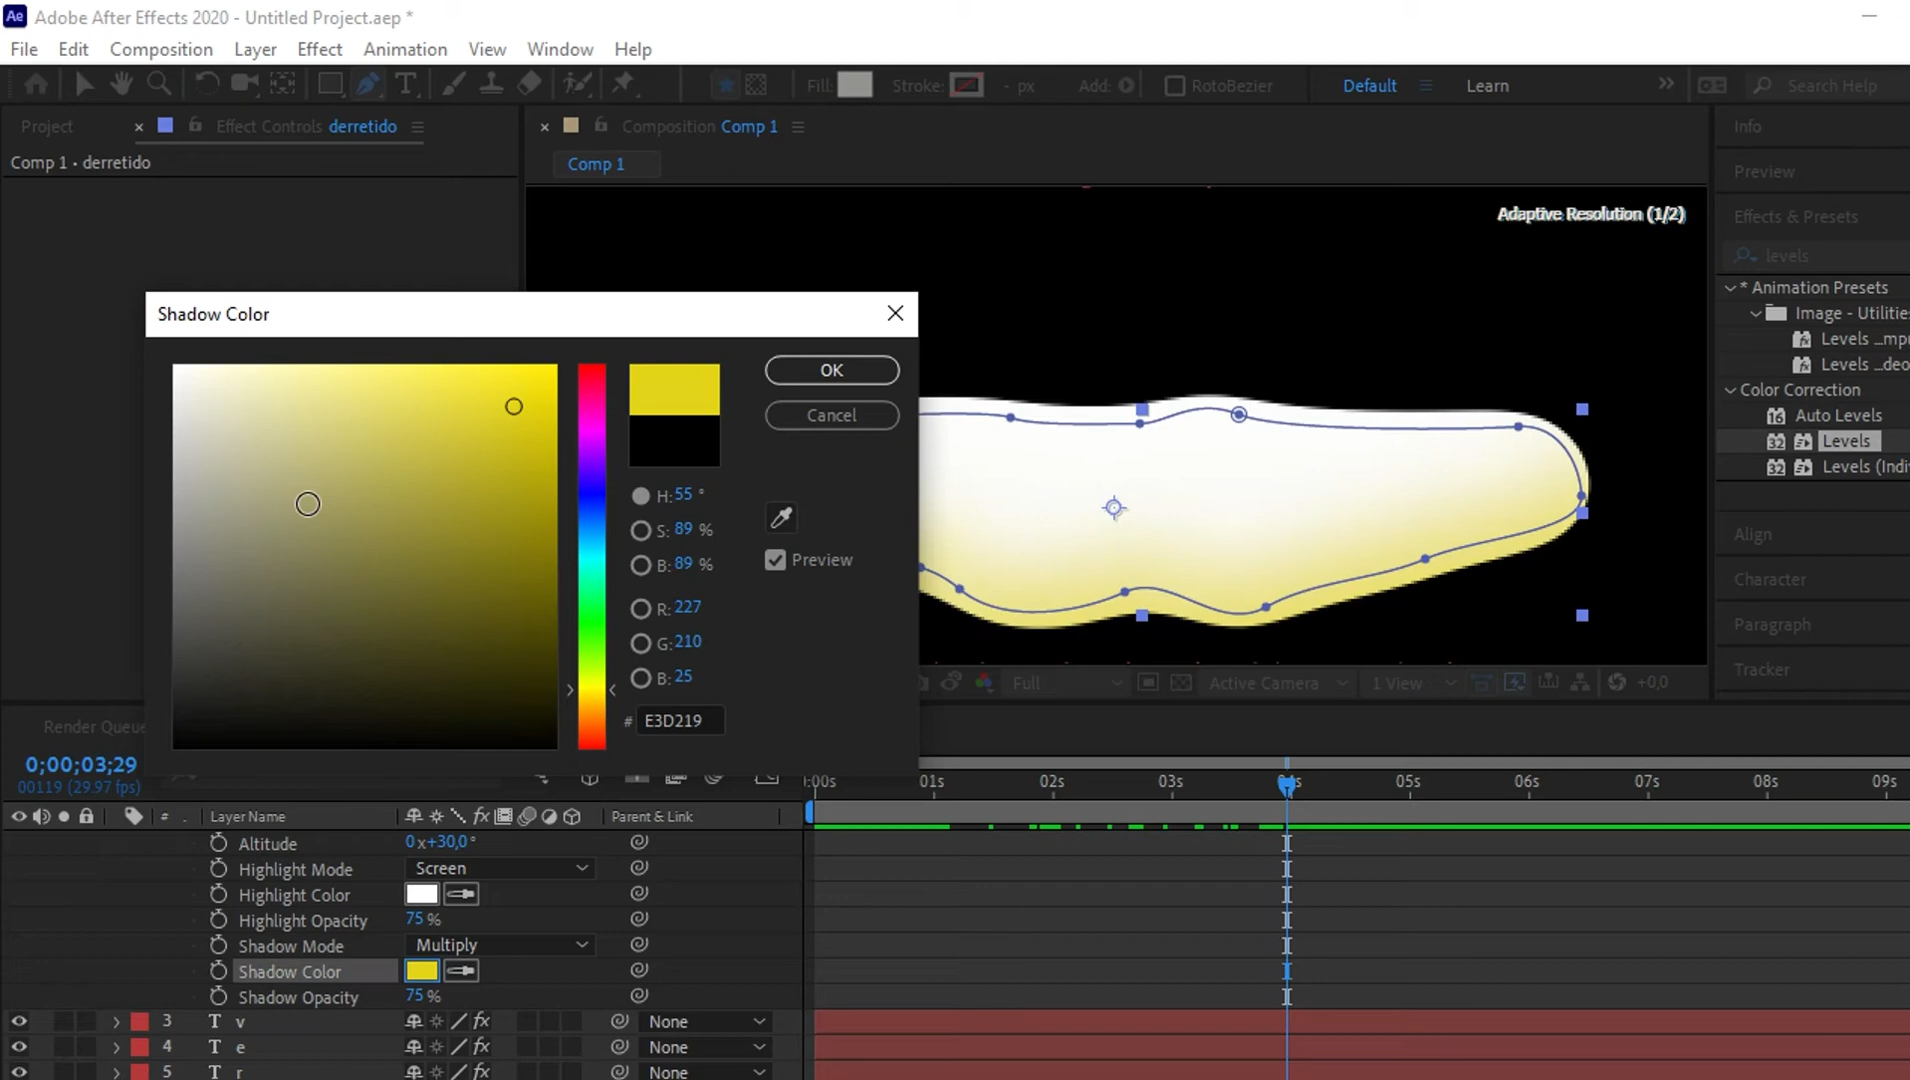 Adobe After Effects 2020 - Untitled Project.aep *
File Edit Composition Layer Effect Animation View Window Help
Fill: Stroke: - px Add: RotoBezier Default Learn Search Help
Project Effect Controls derretido Composition Comp 1 Info
Comp 1 • derretido Comp 1 Preview
Adaptive Resolution (1/2) Effects & Presets
levels
* Animation Presets
Image - Utilitie
Levels _mp
Levels _deo
Color Correction
Auto Levels
Levels
Levels (Indi
Align
Character
Paragraph
Tracker
Shadow Color
OK
Cancel
H: 55 °
S: 89 %
B: 89 %
Preview
R: 227
G: 210
B: 25
# E3D219
Full Active Camera 1 View +0,0
Render Queue
0;00;03;29
00119 (29.97 fps)
:00s 01s 02s 03s 04s 05s 06s 07s 08s 09s
# . Layer Name Parent & Link
Altitude 0x+30,0°
Highlight Mode Screen
Highlight Color
Highlight Opacity 75 %
Shadow Mode Multiply
Shadow Color
Shadow Opacity 75 %
3 T v fx None
4 T e fx None
5 T r fx None